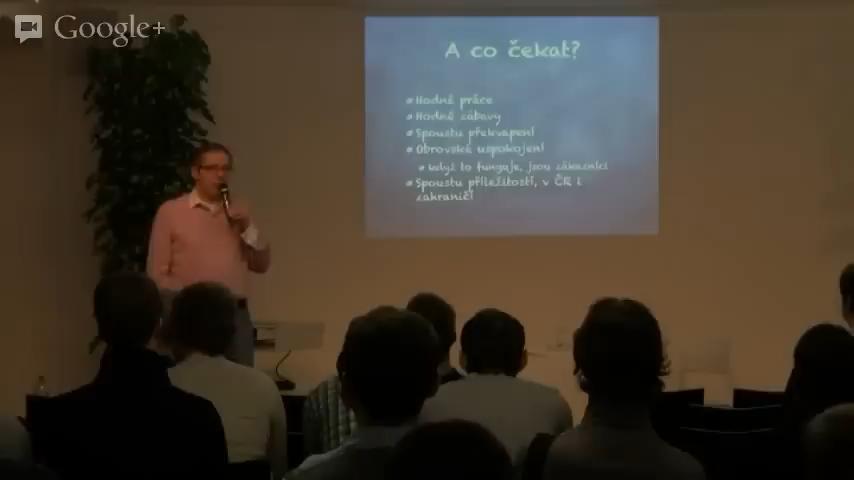 Google+
A co čekat?
Hodně práce
Hodně zábavy
Spoustu překvapení
Obrovské uspokojení
když to funguje, jsou zákazníci
Spoustu příležitostí, v ČR i
zahraničí